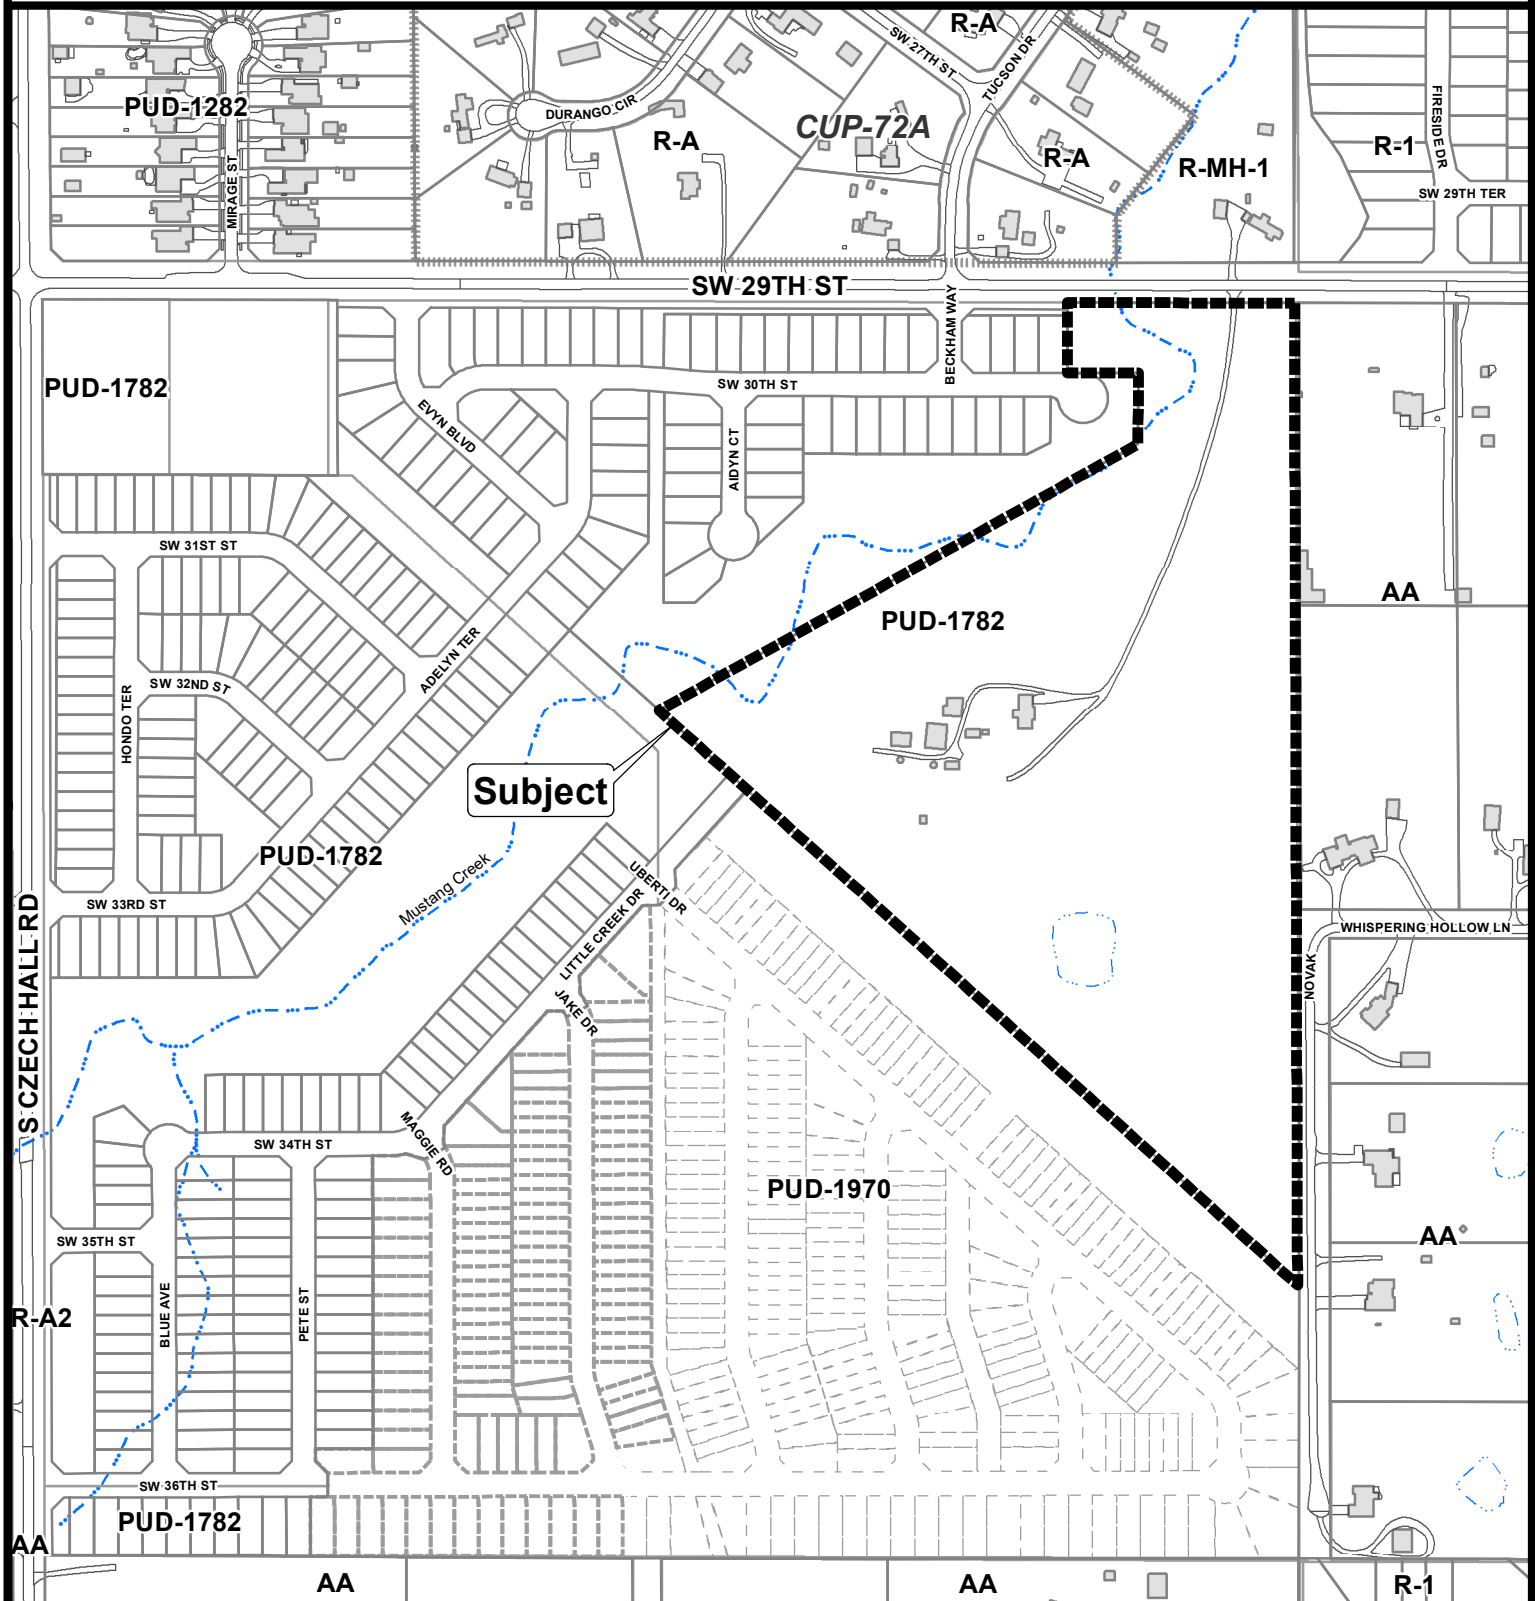 R-A
SW 27TH ST
TUCSON DR
PUD-1282
DURANGO CIR
CUP-72A
R-A
R-A
R-MH-1
R-1
FIRESIDE DR
MIRAGE ST
SW 29TH TER
SW 29TH ST
BECKHAM WAY
PUD-1782
SW 30TH ST
EVYN BLVD
AIDYN CT
SW 31ST ST
AA
PUD-1782
ADELYN TER
SW 32ND ST
HONDO TER
Subject
PUD-1782
Mustang Creek
UBERTI DR
SW 33RD ST
LITTLE CREEK DR
WHISPERING HOLLOW LN
S CZECH HALL RD
NOVAK
JAKE DR
SW 34TH ST
MAGGIE RD
PUD-1970
SW 35TH ST
AA
R-A2
BLUE AVE
PETE ST
SW 36TH ST
PUD-1782
AA
AA
AA
R-1